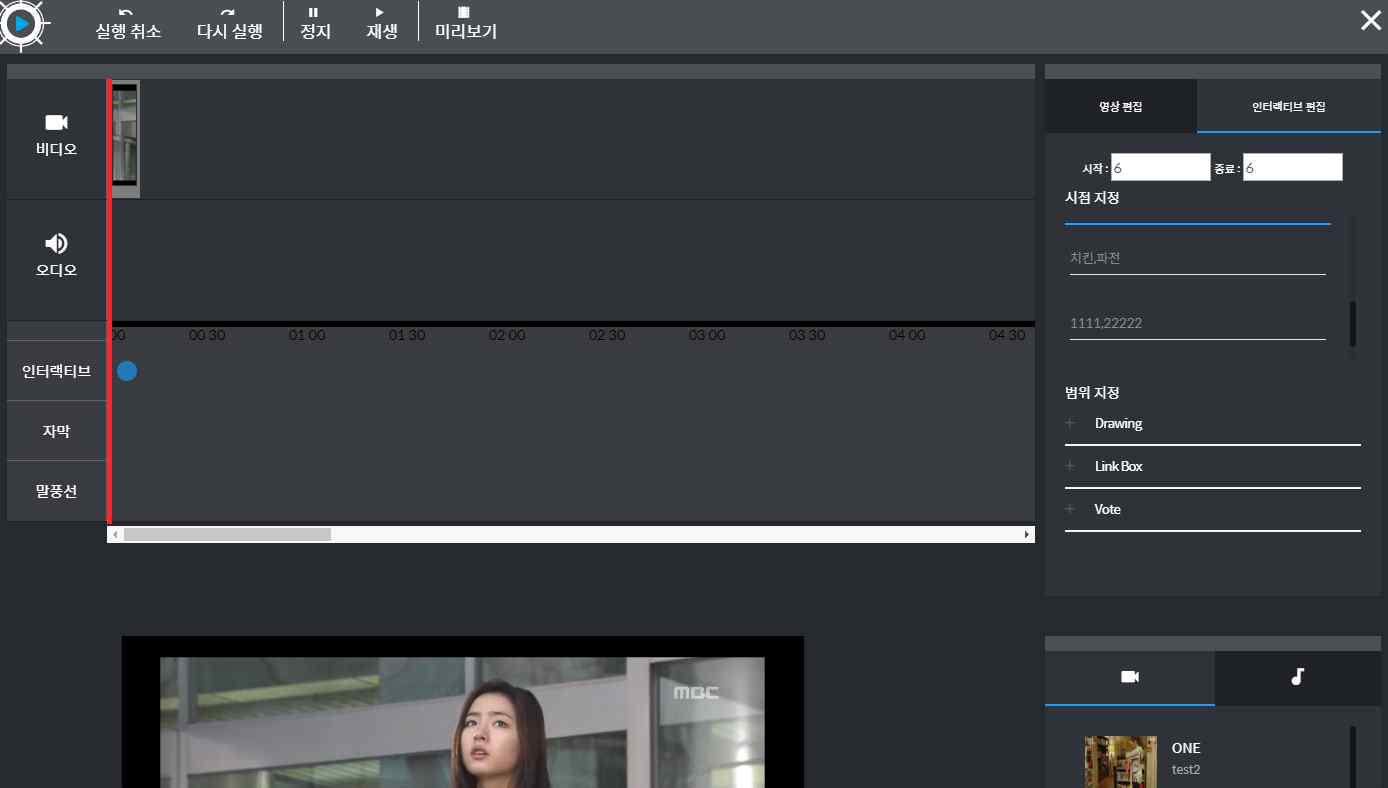 실행 취소 다시 실행 정지 재생 미리보기
영상 편집 인터렉티브 편집
비디오
시작 : 6 종료 : 6
시점 지정
오디오
치킨,파전
1111,22222
00 00 30 01 00 01 30 02 00 02 30 03 00 03 30 04 00 04 30
인터랙티브
자막
말풍선
범위 지정
Drawing
Link Box
Vote
MBC
ONE
test2